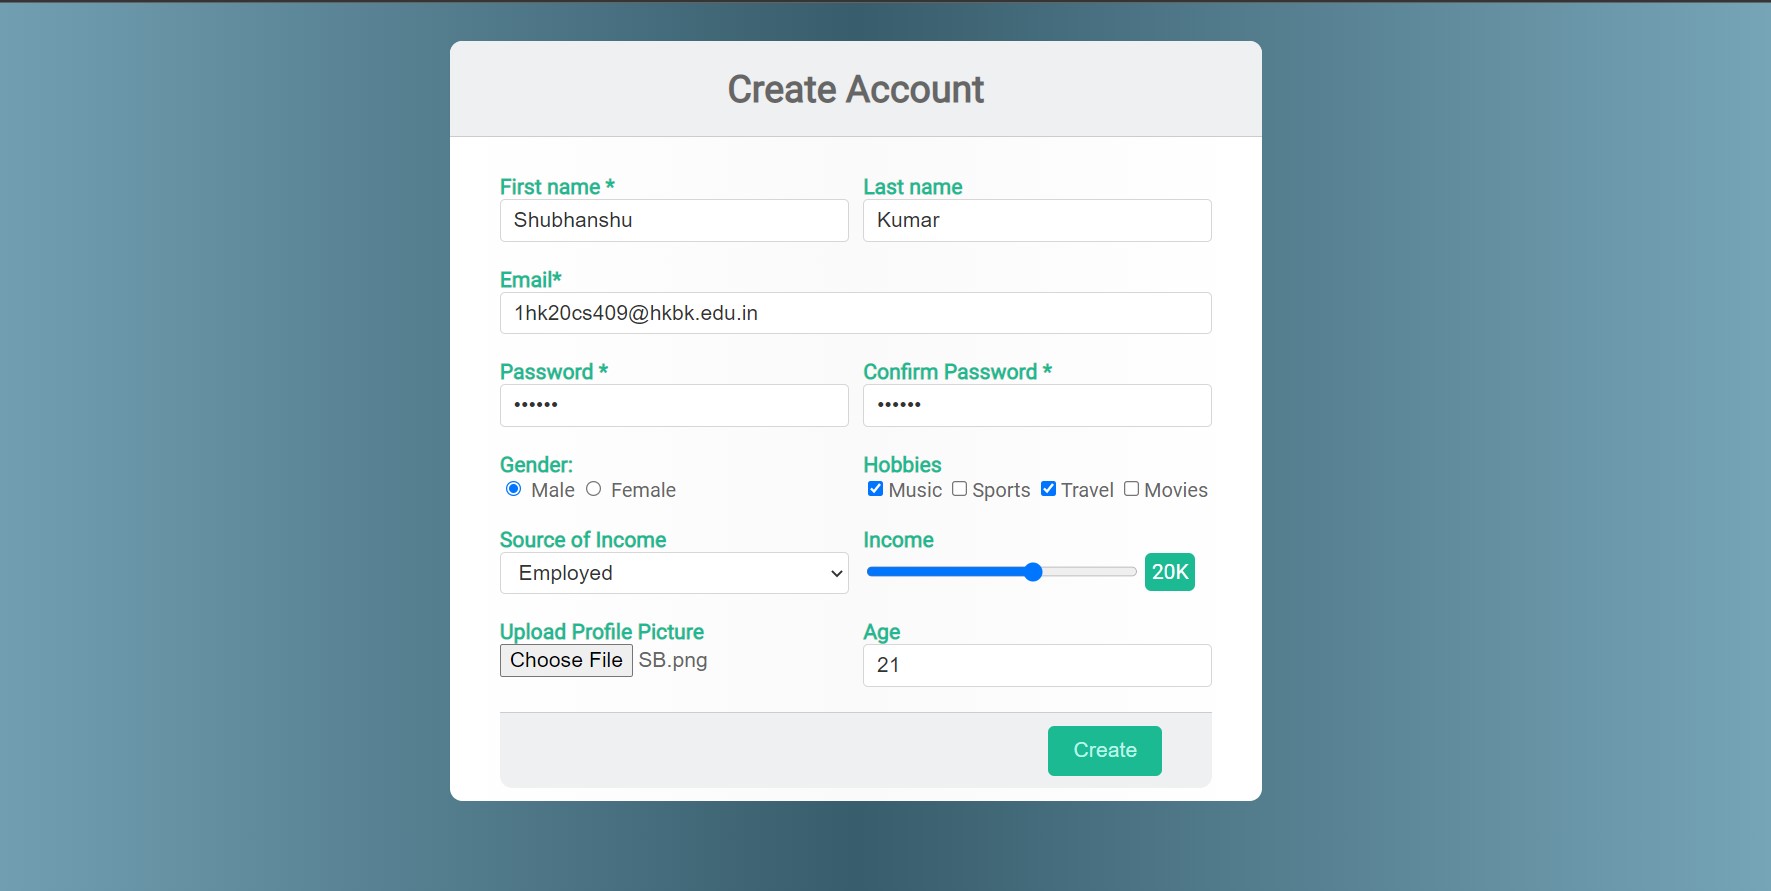 Create Account
First name * Last name
Shubhanshu Kumar
Email*
1hk20cs409@hkbk.edu.in
Password * Confirm Password *
•••••• ••••••
Gender: Hobbies
Male Female Music Sports Travel Movies
Source of Income Income
Employed 20K
Upload Profile Picture Age
Choose File SB.png 21
Create